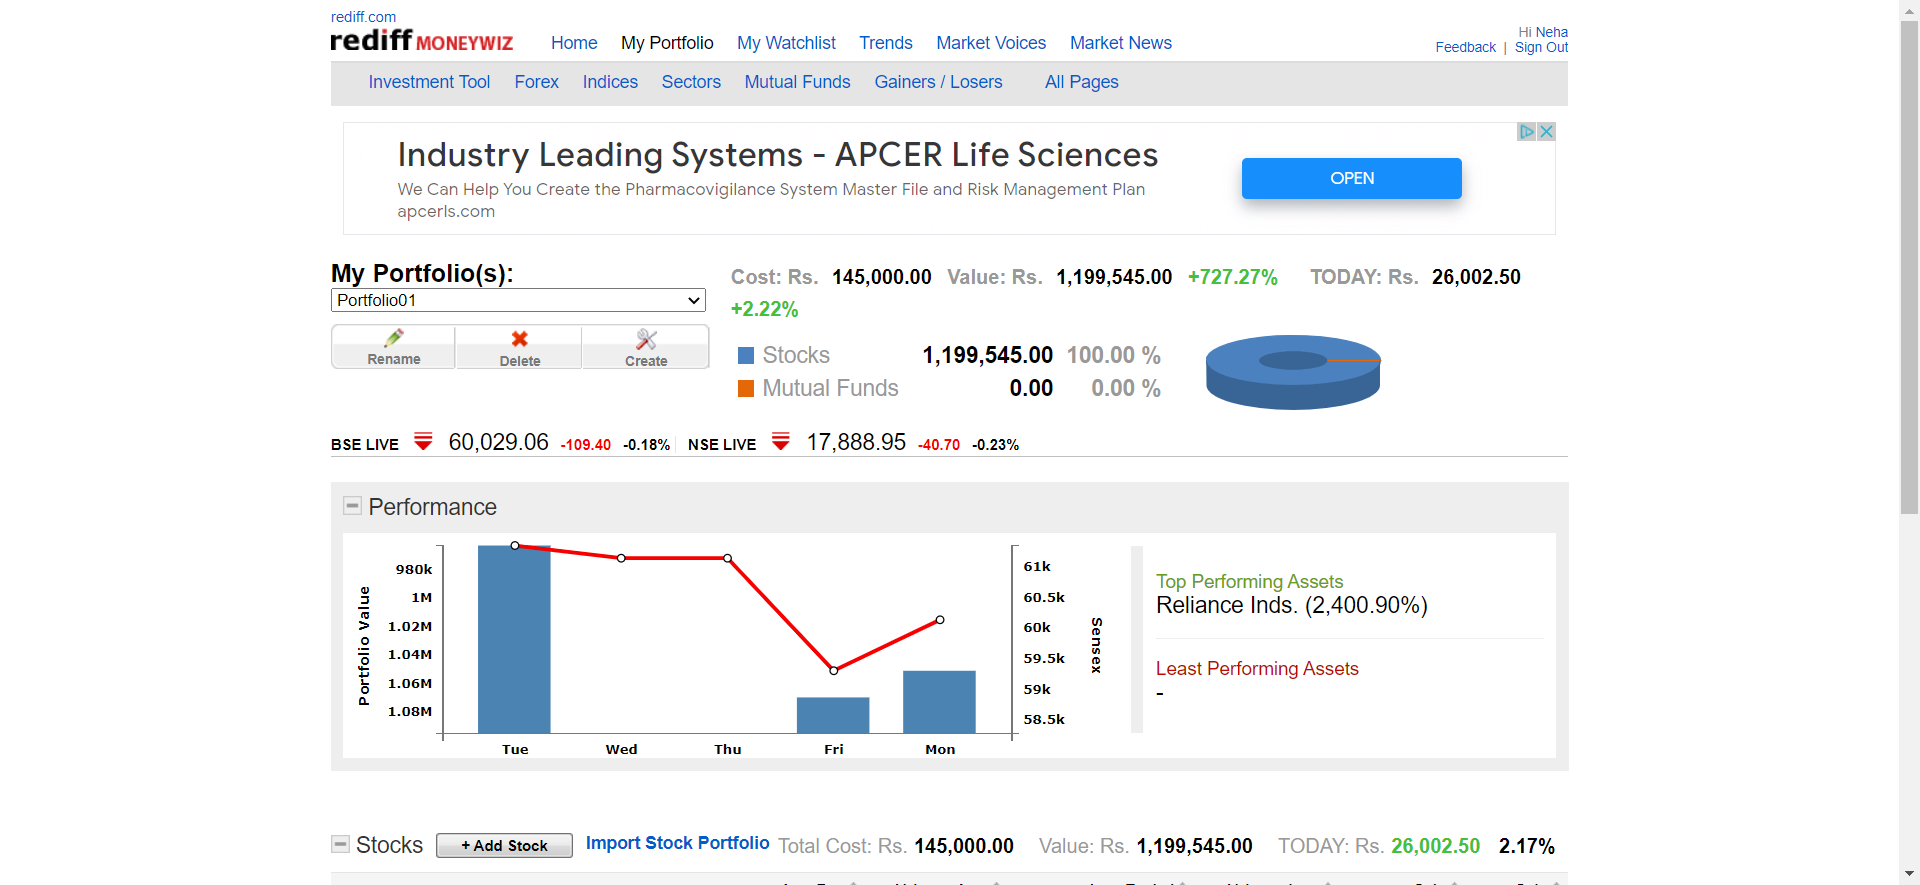 rediff.com
rediff MONEYWIZ
Home My Portfolio My Watchlist Trends Market Voices Market News
Hi Neha
Feedback | Sign Out
Investment Tool Forex Indices Sectors Mutual Funds Gainers / Losers All Pages
Industry Leading Systems - APCER Life Sciences
We Can Help You Create the Pharmacovigilance System Master File and Risk Management Plan
apcerls.com
OPEN
My Portfolio(s):
Portfolio01
Rename Delete Create
Cost: Rs. 145,000.00 Value: Rs. 1,199,545.00 +727.27% TODAY: Rs. 26,002.50
+2.22%
Stocks 1,199,545.00 100.00 %
Mutual Funds 0.00 0.00 %
BSE LIVE 60,029.06 -109.40 -0.18% NSE LIVE 17,888.95 -40.70 -0.23%
Performance
Portfolio Value
980k
1M
1.02M
1.04M
1.06M
1.08M
Tue Wed Thu Fri Mon
61k
60.5k
60k
59.5k
59k
58.5k
Sensex
Top Performing Assets
Reliance Inds. (2,400.90%)
Least Performing Assets
-
Stocks + Add Stock Import Stock Portfolio Total Cost: Rs. 145,000.00 Value: Rs. 1,199,545.00 TODAY: Rs. 26,002.50 2.17%